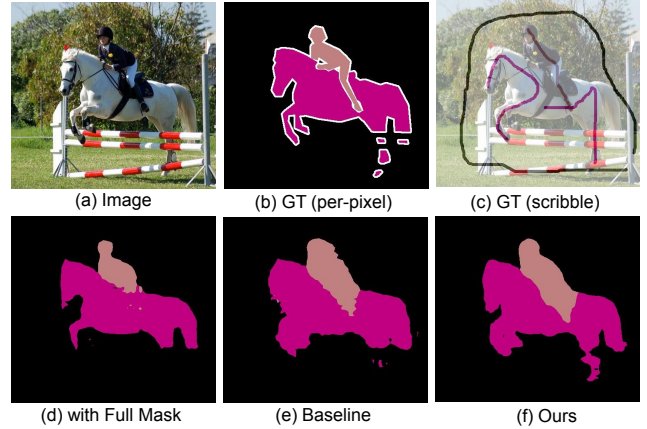 (a) Image
(b) GT (per-pixel)
(c) GT (scribble)
(d) with Full Mask
(e) Baseline
(f) Ours